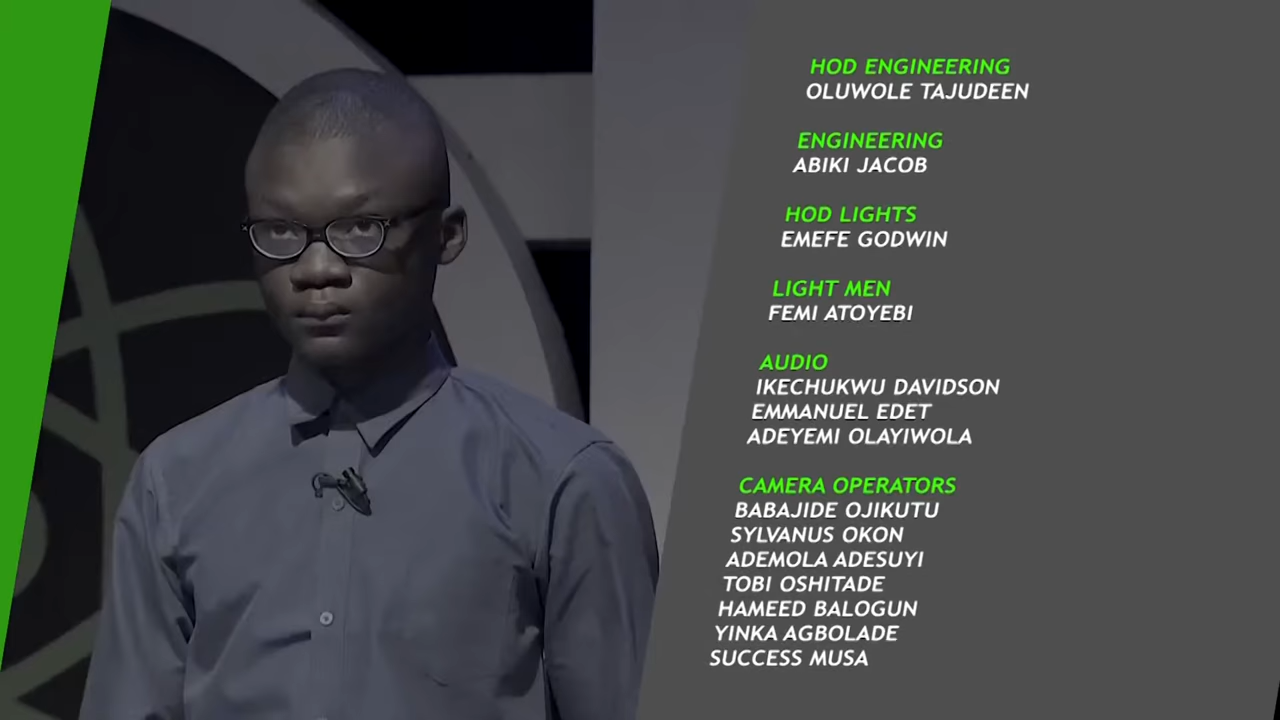 HOD ENGINEERING
OLUWOLE TAJUDEEN
ENGINEERING
ABIKI JACOB
HOD LIGHTS
EMEFE GODWIN
LIGHT MEN
FEMI ATOYEBI
AUDIO
IKECHUKWU DAVIDSON
EMMANUEL EDET
ADEYEMI OLAYIWOLA
CAMERA OPERATORS
BABAJIDE OJIKUTU
SYLVANUS OKON
ADEMOLA ADESUYI
TOBI OSHITADE
HAMEED BALOGUN
YINKA AGBOLADE
SUCCESS MUSA